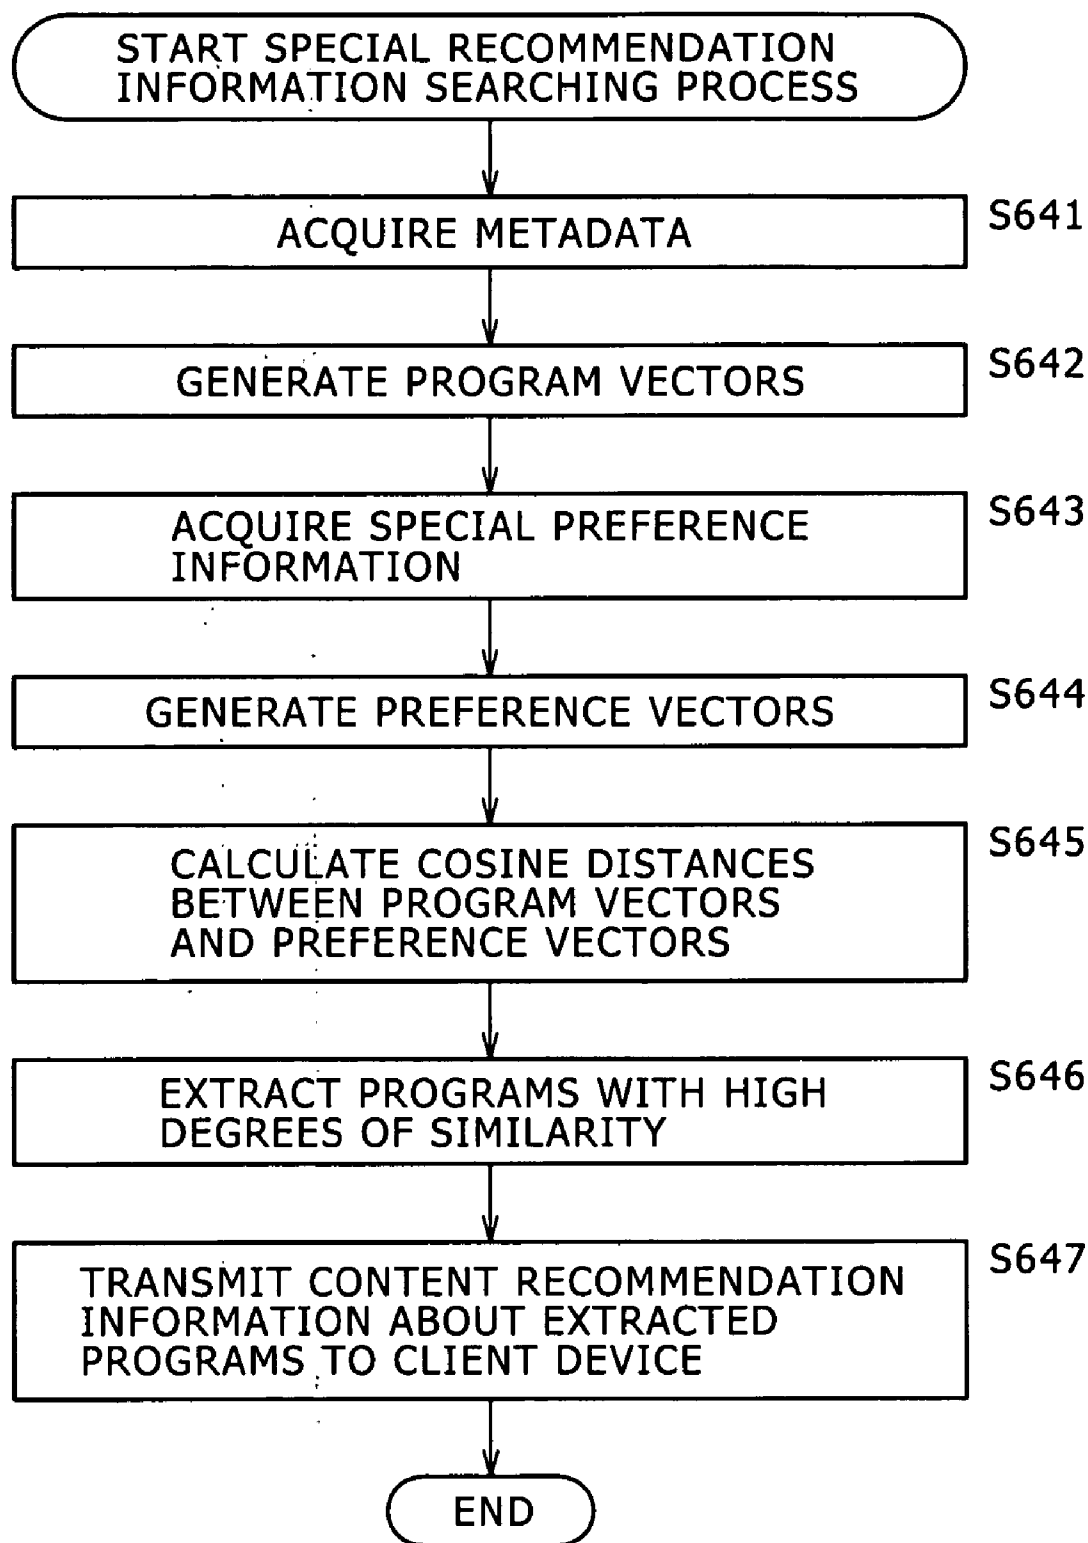 START SPECIAL RECOMMENDATION
INFORMATION SEARCHING PROCESS
S641
ACQUIRE METADATA
S642
GENERATE PROGRAM VECTORS
S643
ACQUIRE SPECIAL PREFERENCE
INFORMATION
S644
GENERATE PREFERENCE VECTORS
S645
CALCULATE COSINE DISTANCES
BETWEEN PROGRAM VECTORS
AND PREFERENCE VECTORS
S646
EXTRACT PROGRAMS WITH HIGH
DEGREES OF SIMILARITY
S647
TRANSMIT CONTENT RECOMMENDATION
INFORMATION ABOUT EXTRACTED
PROGRAMS TO CLIENT DEVICE
END